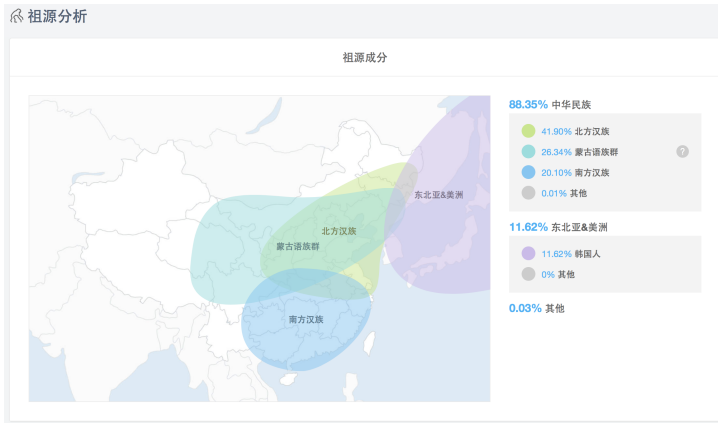 祖源分析
祖源成分
88.35% 中华民族
41.90% 北方汉族
26.34% 蒙古语族群 ?
20.10% 南方汉族
0.01% 其他
11.62% 东北亚&美洲
11.62% 韩国人
0% 其他
0.03% 其他
东北亚&美洲
北方汉族
蒙古语族群
南方汉族